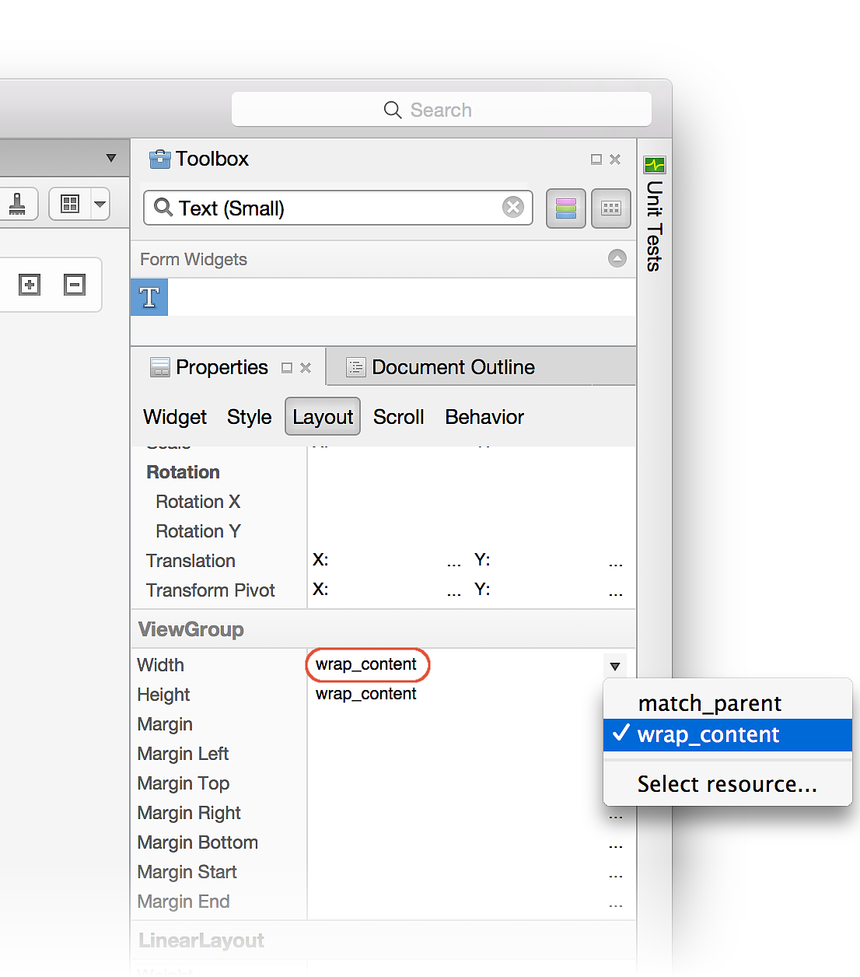 Search
Toolbox
Text (Small)
Form Widgets
T
Unit Tests
Properties
Document Outline
Widget Style Layout Scroll Behavior
Rotation
Rotation X
Rotation Y
Translation X: ... Y: ...
Transform Pivot X: ... Y: ...
ViewGroup
Width wrap_content
Height wrap_content
match_parent
wrap_content
Select resource...
Margin
Margin Left
Margin Top
Margin Right ...
Margin Bottom ...
Margin Start ...
Margin End ...
LinearLayout